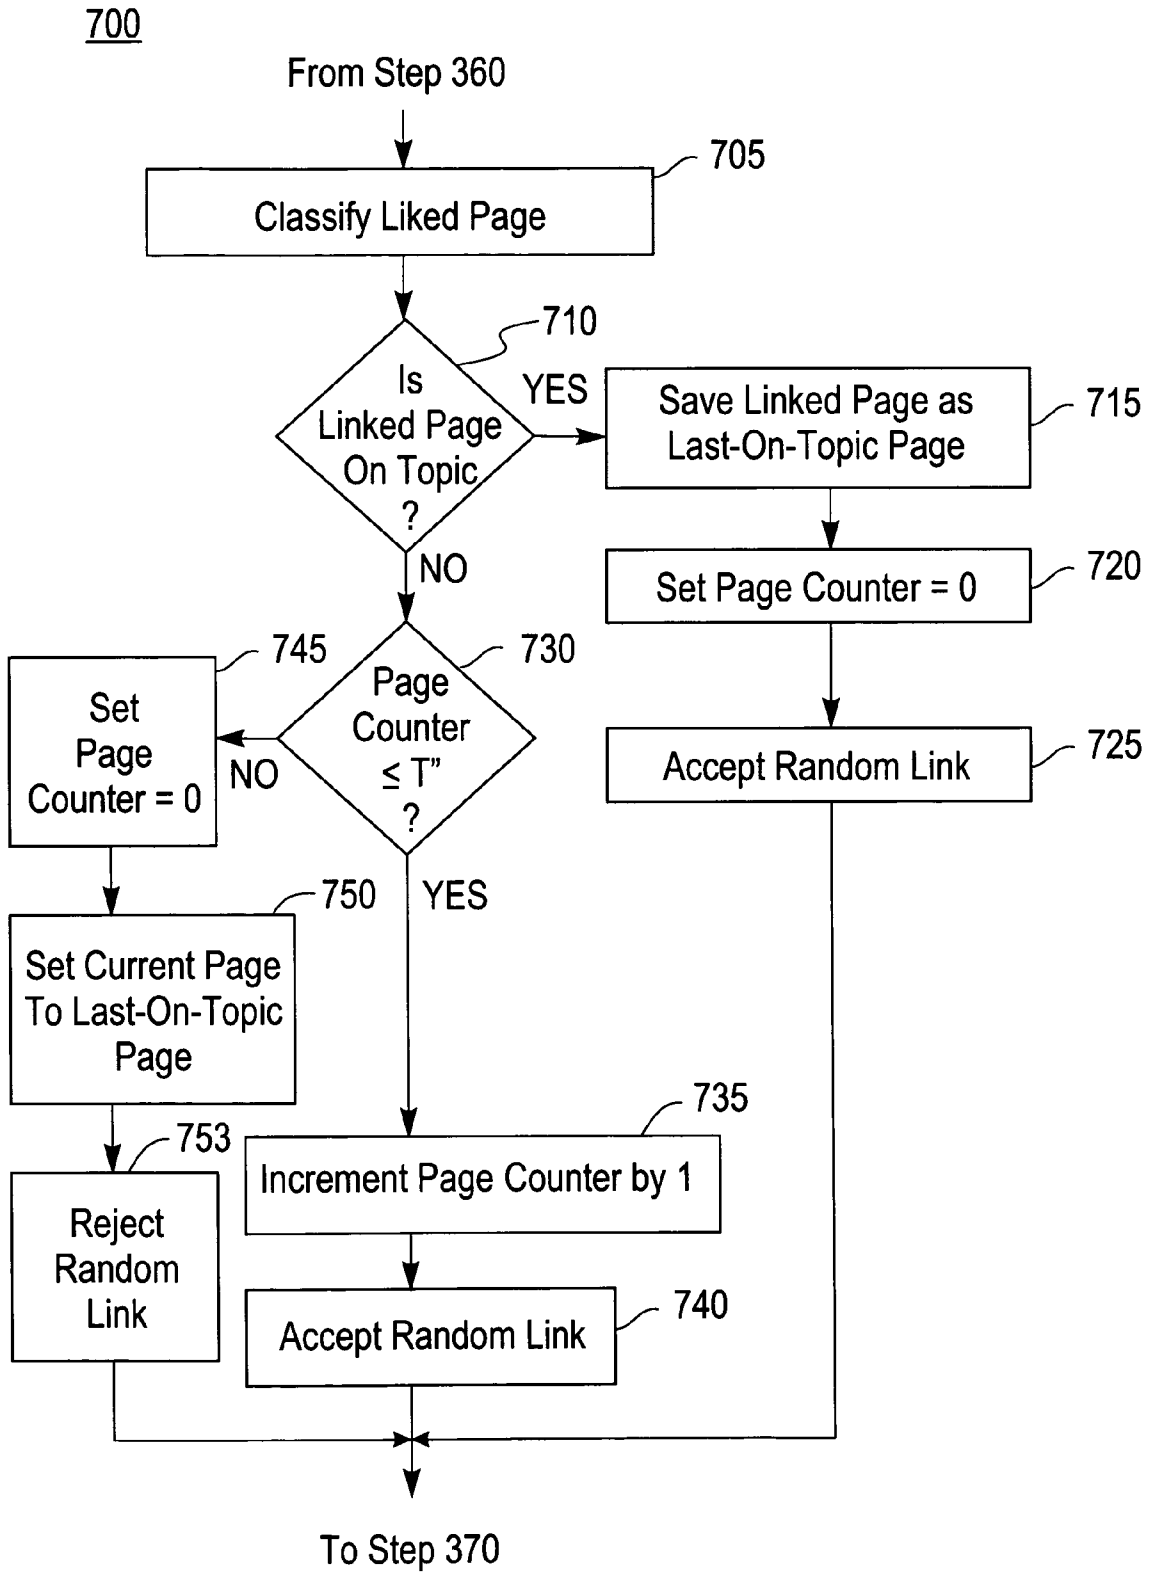 700
From Step 360
705
Classify Liked Page
710
Is
Linked Page
On Topic
?
YES
Save Linked Page as
Last-On-Topic Page
715
NO
Set Page Counter = 0
720
730
Page
Counter
≤ T”
?
745
Set
Page
Counter = 0
NO
Accept Random Link
725
YES
750
Set Current Page
To Last-On-Topic
Page
735
Increment Page Counter by 1
753
Reject
Random
Link
740
Accept Random Link
To Step 370